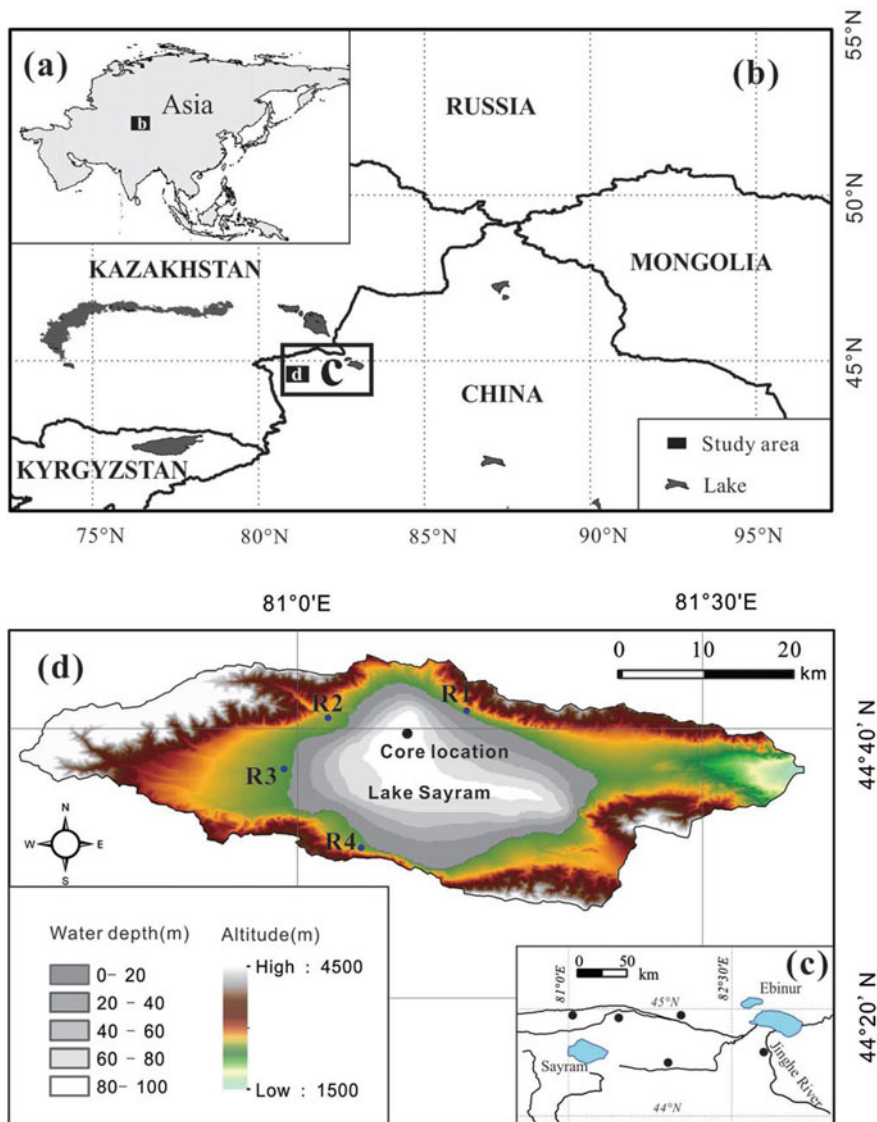 (a)
Asia
b
(b)
RUSSIA
KAZAKHSTAN
MONGOLIA
d
c
CHINA
KYRGYZSTAN
Study area
Lake
55°N
50°N
45°N
75°N
80°N
85°N
90°N
95°N
81°0'E
81°30'E
(d)
0 10 20
km
R2
R1
Core location
R3
Lake Sayram
R4
N
W E
S
44°40' N
44°20' N
Water depth(m)
0- 20
20 - 40
40 - 60
60 - 80
80- 100
Altitude(m)
High : 4500
Low : 1500
(c)
0 50
km
81°0'E
82°30'E
Ebinur
45°N
Sayram
Jinghe River
44°N